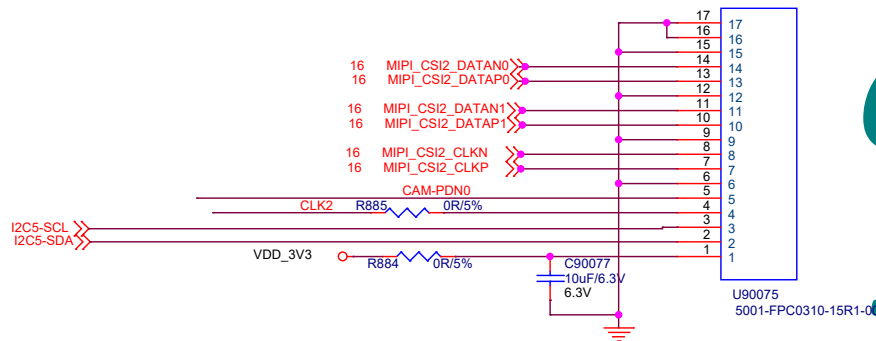 17 17
16 16
15 15
16 MIPI_CSI2_DATAN0 14 14
16 MIPI_CSI2_DATAP0 13 13
12 12
16 MIPI_CSI2_DATAN1 11 11
16 MIPI_CSI2_DATAP1 10 10
9 9
16 MIPI_CSI2_CLKN 8 8
16 MIPI_CSI2_CLKP 7 7
6 6
CAM-PDN0 5 5
CLK2 R885 0R/5% 4 4
I2C5-SCL 3 3
I2C5-SDA 2 2
VDD_3V3 R884 0R/5% 1 1
C90077
10uF/6.3V
6.3V
U90075
5001-FPC0310-15R1-0